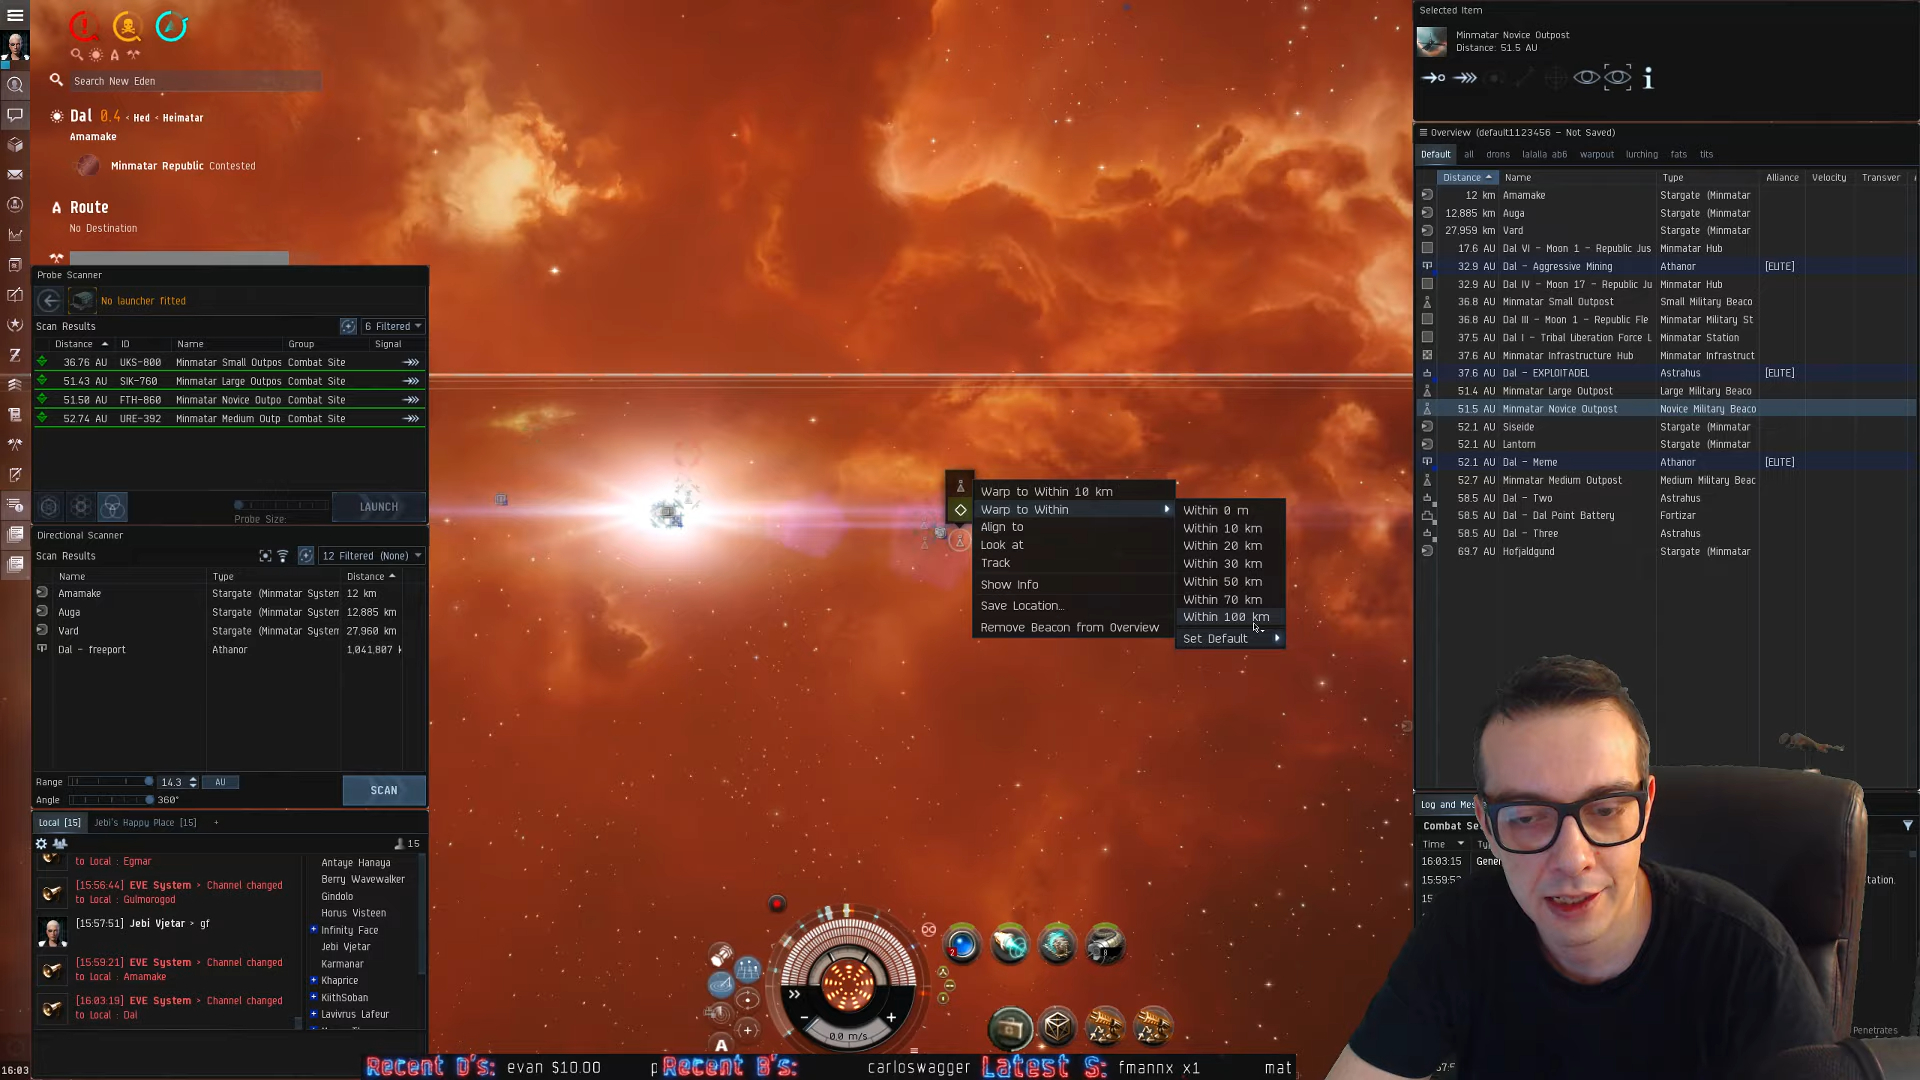 Search New Eden
Dal 0.4 < Hed < Heimatar
Amamake
Minmatar Republic Contested
Route
No Destination
Probe Scanner
No launcher fitted
Scan Results
6 Filtered
Distance ID Name Group Signal
36.76 AU UKS-800 Minmatar Small Outpos Combat Site
51.43 AU SIK-760 Minmatar Large Outpos Combat Site
51.50 AU FTH-860 Minmatar Novice Outpo Combat Site
52.74 AU URE-392 Minmatar Medium Outp Combat Site
Probe Size:
LAUNCH
Directional Scanner
Scan Results
12 Filtered (None)
Name Type Distance
Amamake Stargate (Minmatar System 12 km
Auga Stargate (Minmatar System 12,885 km
Vard Stargate (Minmatar System 27,960 km
Dal - freeport Athanor 1,041,807 k
Range 14.3 AU
Angle 360°
SCAN
Local [15] Jebi's Happy Place [15] +
15
to Local : Egmar
[15:56:44] EVE System > Channel changed
to Local : Gulmorogod
[15:57:51] Jebi Vjetar > gf
[15:59:21] EVE System > Channel changed
to Local : Amamake
[16:03:19] EVE System > Channel changed
to Local : Dal
Antaye Hanaya
Berry Wavewalker
Gindolo
Horus Visteen
Infinity Face
Jebi Vjetar
Karmanar
Khaprice
KiithSoban
Lavivrus Lafeur
16:03
Warp to Within 10 km
Warp to Within
Align to
Look at
Track
Show Info
Save Location...
Remove Beacon from Overview
Within 0 m
Within 10 km
Within 20 km
Within 30 km
Within 50 km
Within 70 km
Within 100 km
Set Default
2
8
0.0 m/s
A
Recent D's: evan $10.00 p
Recent B's: carloswagger
Latest S: fmannx x1 mat
Selected Item
Minmatar Novice Outpost
Distance: 51.5 AU
Overview (default1123456 - Not Saved)
Default all drons lalalla ab6 warpout lurching fats tits
Distance Name Type Alliance Velocity Transver
12 km Amamake Stargate (Minmatar
12,885 km Auga Stargate (Minmatar
27,959 km Vard Stargate (Minmatar
17.6 AU Dal VI - Moon 1 - Republic Jus Minmatar Hub
32.9 AU Dal - Aggressive Mining Athanor [ELITE]
32.9 AU Dal IV - Moon 17 - Republic Ju Minmatar Hub
36.8 AU Minmatar Small Outpost Small Military Beaco
36.8 AU Dal III - Moon 1 - Republic Fle Minmatar Military St
37.5 AU Dal I - Tribal Liberation Force L Minmatar Station
37.6 AU Minmatar Infrastructure Hub Minmatar Infrastruct
37.6 AU Dal - EXPLOITADEL Astrahus [ELITE]
51.4 AU Minmatar Large Outpost Large Military Beaco
51.5 AU Minmatar Novice Outpost Novice Military Beaco
52.1 AU Siseide Stargate (Minmatar
52.1 AU Lantorn Stargate (Minmatar
52.1 AU Dal - Meme Athanor [ELITE]
52.7 AU Minmatar Medium Outpost Medium Military Beac
58.5 AU Dal - Two Astrahus
58.5 AU Dal - Dal Point Battery Fortizar
58.5 AU Dal - Three Astrahus
69.7 AU Hofjaldgund Stargate (Minmatar
Log and Mes
Combat Se
Time Ty
16:03:15 Gene
15:59:5
station.
Penetrates